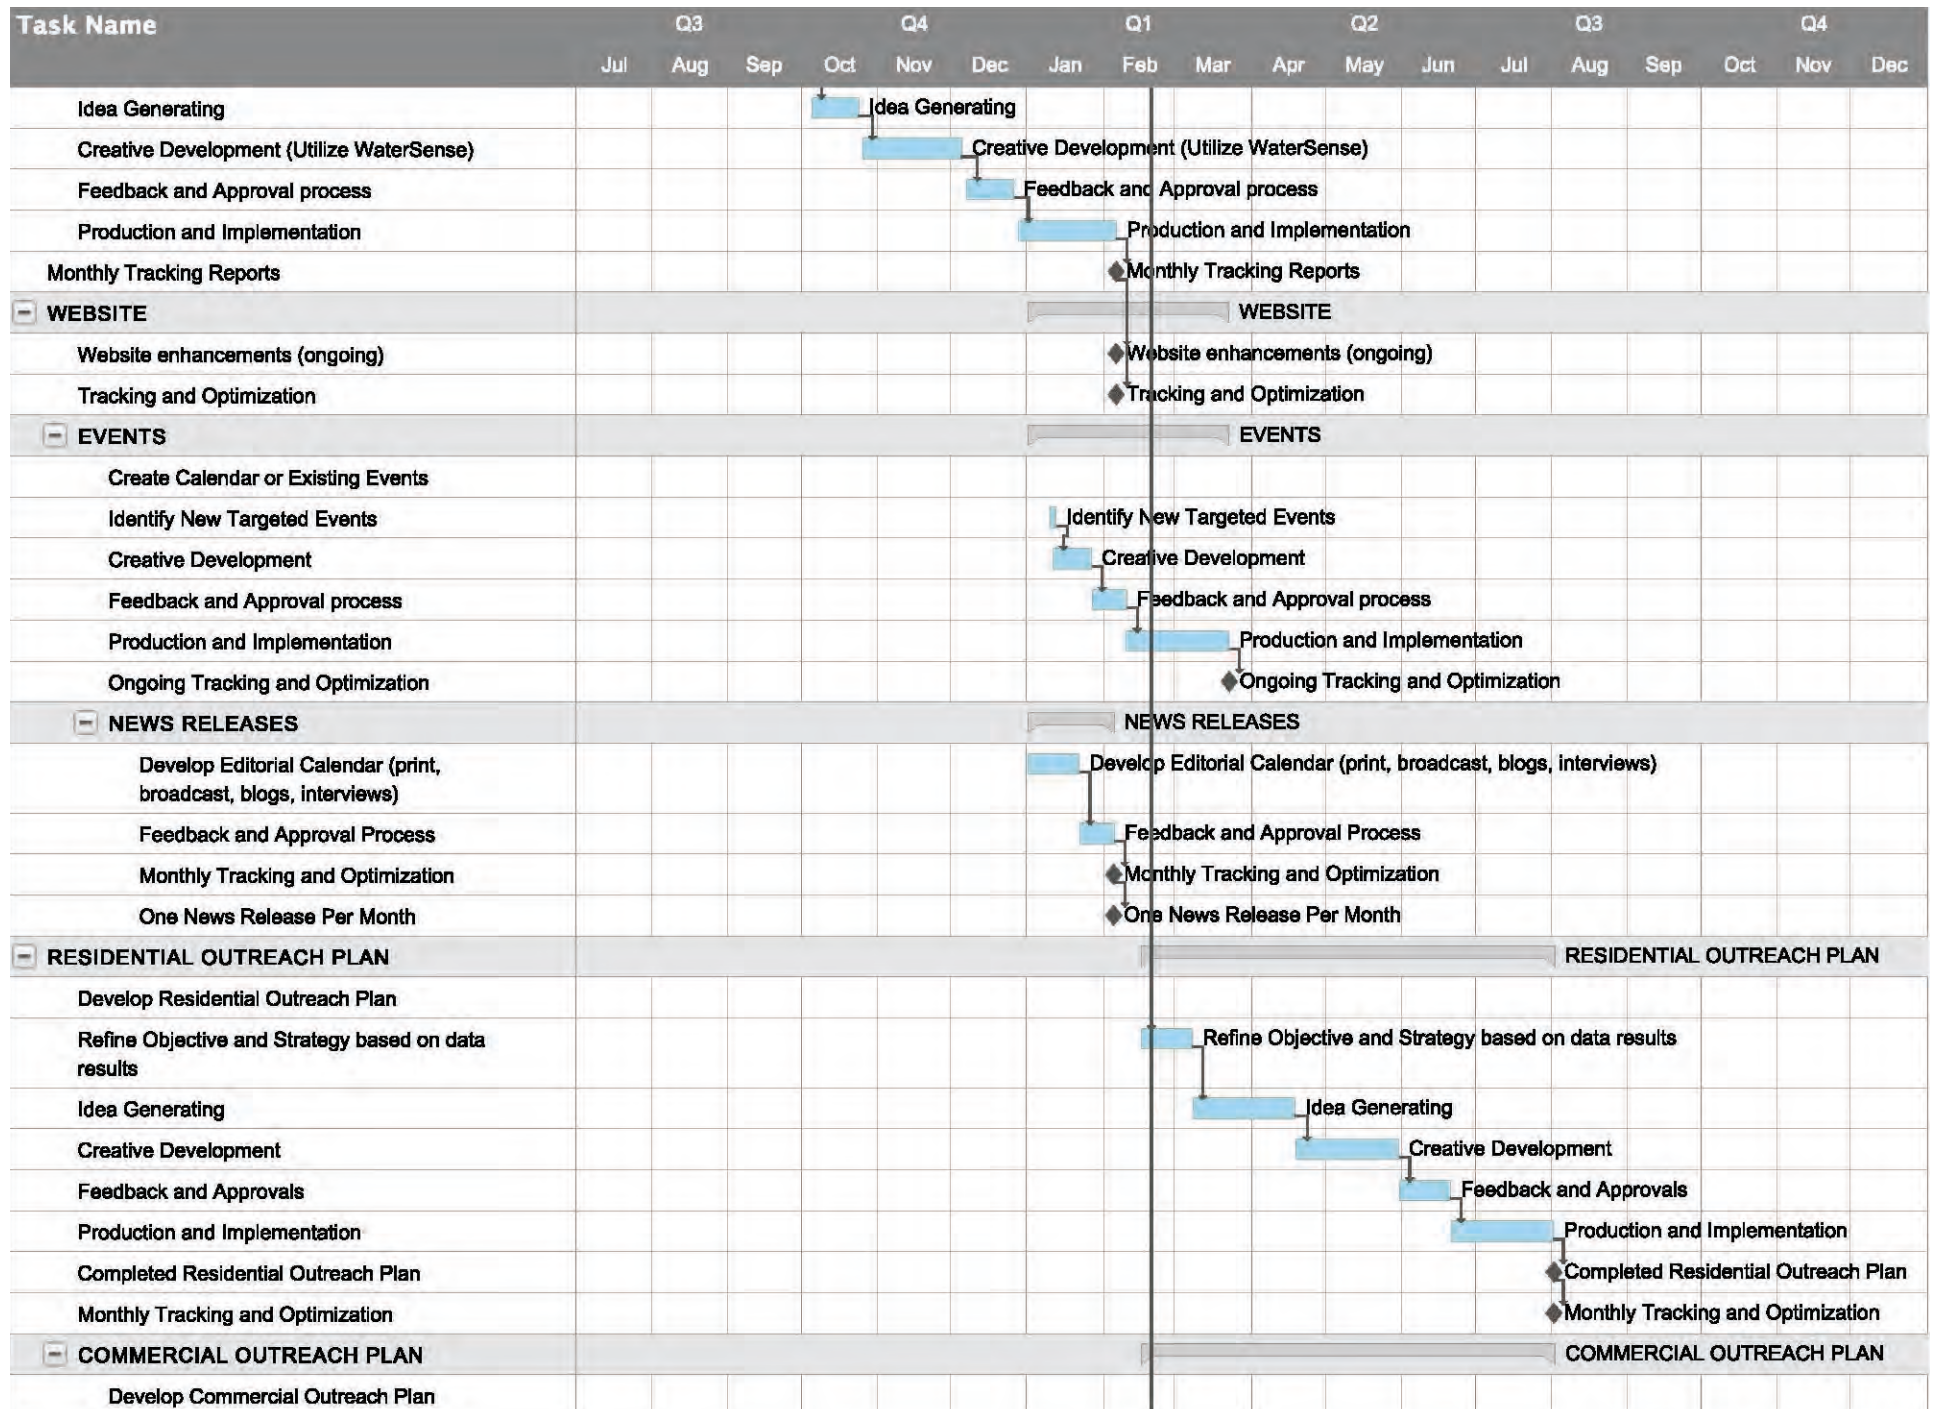 Task Name Q3 Q4 Q1 Q2 Q3 Q4
Jul Aug Sep Oct Nov Dec Jan Feb Mar Apr May Jun Jul Aug Sep Oct Nov Dec
Idea Generating Idea Generating
Creative Development (Utilize WaterSense) Creative Development (Utilize WaterSense)
Feedback and Approval process Feedback and Approval process
Production and Implementation Production and Implementation
Monthly Tracking Reports Monthly Tracking Reports
WEBSITE WEBSITE
Website enhancements (ongoing) Website enhancements (ongoing)
Tracking and Optimization Tracking and Optimization
EVENTS EVENTS
Create Calendar or Existing Events
Identify New Targeted Events Identify New Targeted Events
Creative Development Creative Development
Feedback and Approval process Feedback and Approval process
Production and Implementation Production and Implementation
Ongoing Tracking and Optimization Ongoing Tracking and Optimization
NEWS RELEASES NEWS RELEASES
Develop Editorial Calendar (print, Develop Editorial Calendar (print, broadcast, blogs, interviews)
broadcast, blogs, interviews)
Feedback and Approval Process Feedback and Approval Process
Monthly Tracking and Optimization Monthly Tracking and Optimization
One News Release Per Month One News Release Per Month
RESIDENTIAL OUTREACH PLAN RESIDENTIAL OUTREACH PLAN
Develop Residential Outreach Plan
Refine Objective and Strategy based on data Refine Objective and Strategy based on data results
results
Idea Generating Idea Generating
Creative Development Creative Development
Feedback and Approvals Feedback and Approvals
Production and Implementation Production and Implementation
Completed Residential Outreach Plan Completed Residential Outreach Plan
Monthly Tracking and Optimization Monthly Tracking and Optimization
COMMERCIAL OUTREACH PLAN COMMERCIAL OUTREACH PLAN
Develop Commercial Outreach Plan